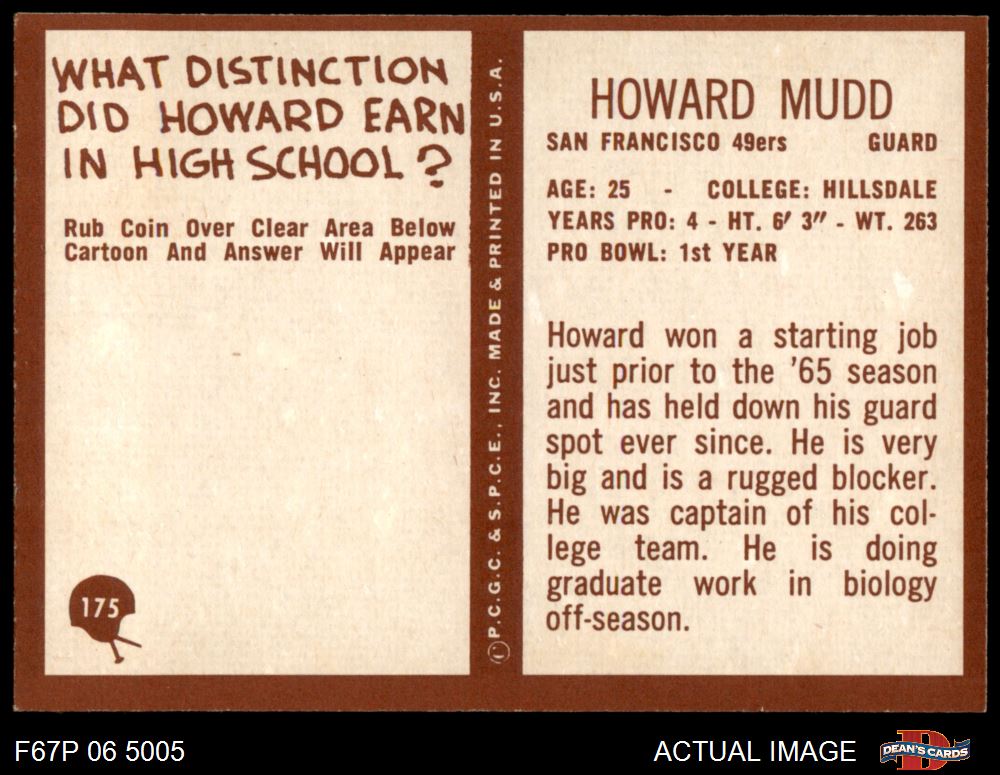 WHAT DISTINCTION
DID HOWARD EARN
IN HIGH SCHOOL?
Rub Coin Over Clear Area Below
Cartoon And Answer Will Appear
175
© P.C.G.C. & S.P.C.E., INC. MADE & PRINTED IN U.S.A.
HOWARD MUDD
SAN FRANCISCO 49ers GUARD
AGE: 25 - COLLEGE: HILLSDALE
YEARS PRO: 4 - HT. 6' 3" - WT. 263
PRO BOWL: 1st YEAR
Howard won a starting job
just prior to the '65 season
and has held down his guard
spot ever since. He is very
big and is a rugged blocker.
He was captain of his col-
lege team. He is doing
graduate work in biology
off-season.
F67P 06 5005
ACTUAL IMAGE
D
DEAN'S CARDS